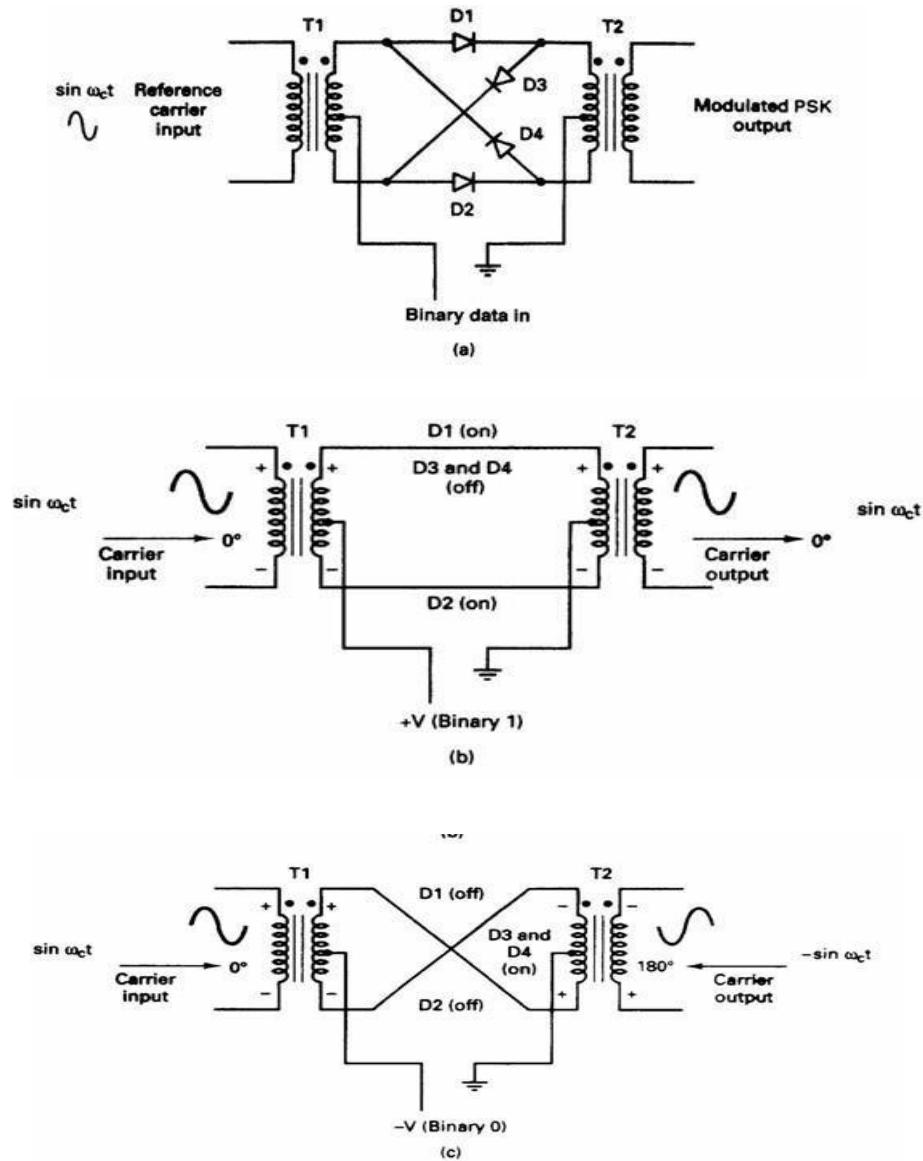 T1
D1
T2
sin ωct
Reference
carrier
input
D3
D4
Modulated PSK
output
D2
Binary data in
(a)
T1
D1 (on)
T2
+
+
D3 and D4
(off)
+
+
sin ωct
sin ωct
0°
Carrier
input
−
−
−
−
Carrier
output
0°
D2 (on)
+V (Binary 1)
(b)
T1
T2
D1 (off)
+
+
−
−
sin ωct
D3 and
D4
(on)
0°
180°
−sin ωct
Carrier
input
−
−
D2 (off)
+
+
Carrier
output
−V (Binary 0)
(c)